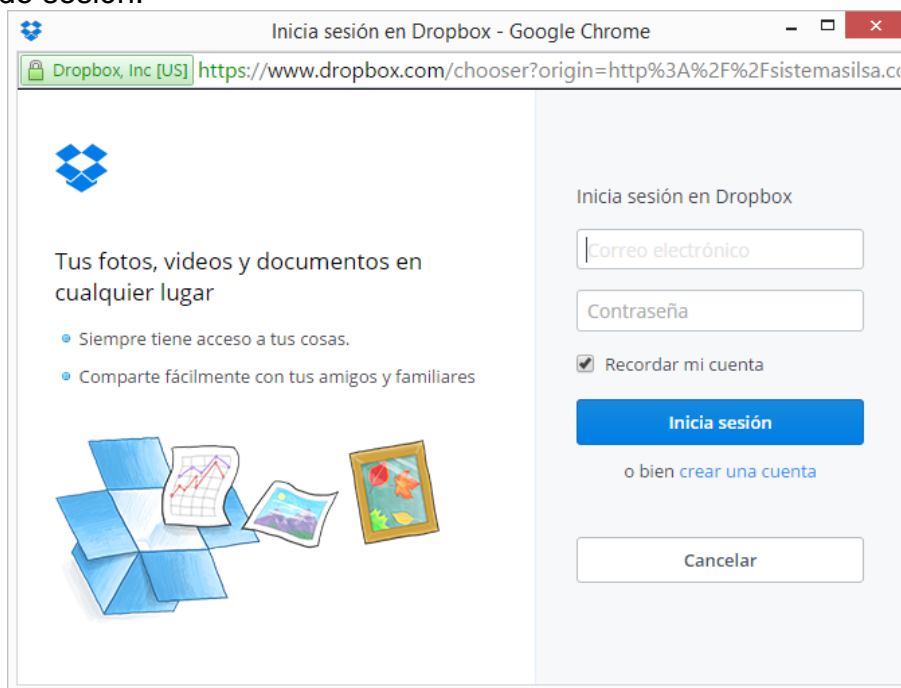 de sesión.
Inicia sesión en Dropbox - Google Chrome
Dropbox, Inc [US] https://www.dropbox.com/chooser?origin=http%3A%2F%2Fsistemasilsa.co
Inicia sesión en Dropbox
Correo electrónico
Contraseña
Recordar mi cuenta
Inicia sesión
o bien crear una cuenta
Cancelar
Tus fotos, videos y documentos en
cualquier lugar
Siempre tiene acceso a tus cosas.
Comparte fácilmente con tus amigos y familiares